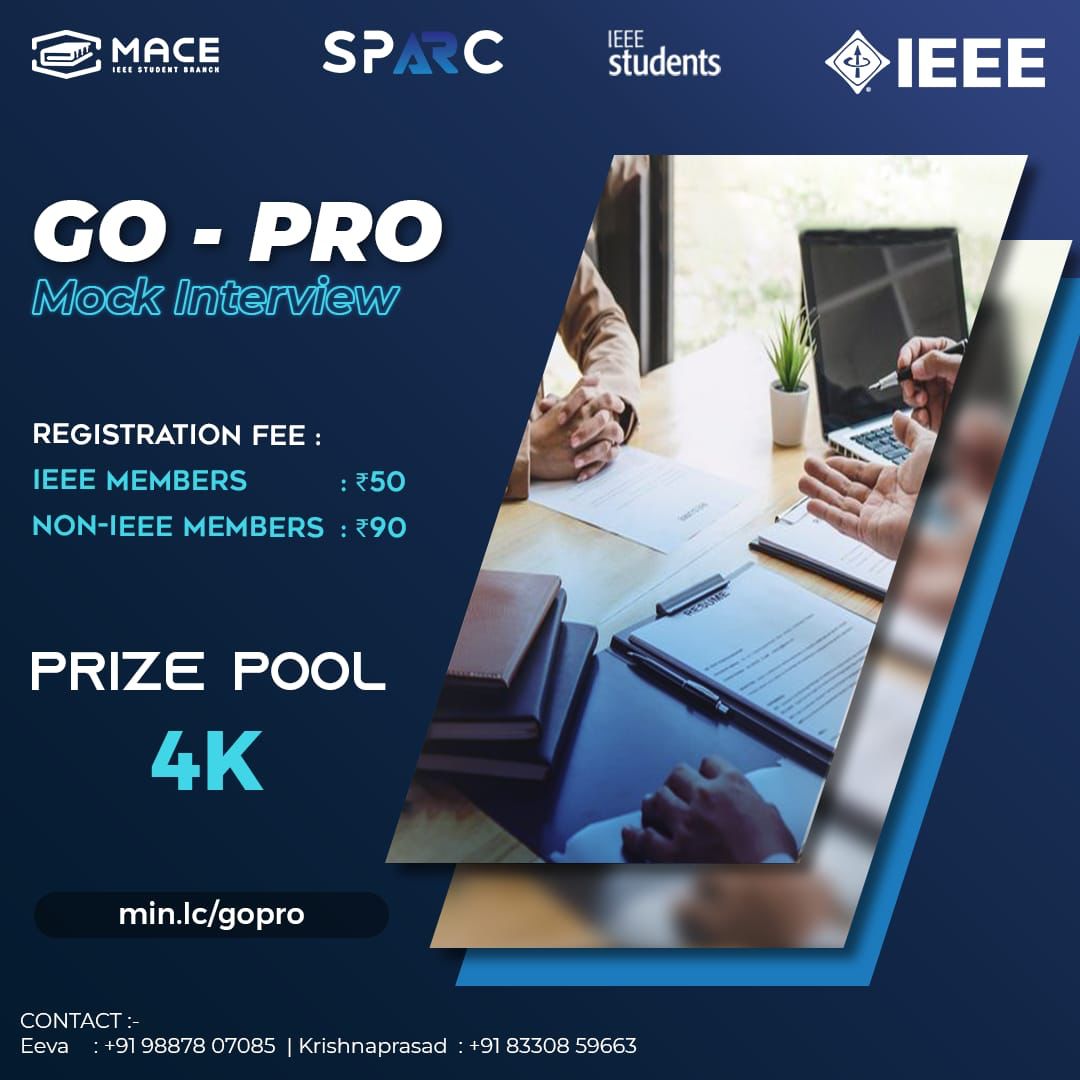 MACE
IEEE STUDENT BRANCH
SPARC
IEEE
students
IEEE
GO - PRO
Mock Interview
REGISTRATION FEE :
IEEE MEMBERS : ₹50
NON-IEEE MEMBERS : ₹90
PRIZE POOL
4K
RESUME
min.lc/gopro
CONTACT :-
Eeva : +91 98878 07085 | Krishnaprasad : +91 83308 59663